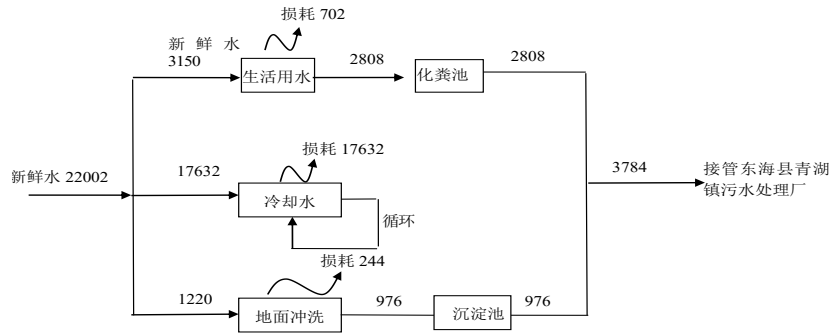 损耗 702
新 鲜 水
3150
生活用水
2808
化粪池
2808
损耗 17632
新鲜水 22002
17632
冷却水
循环
3784
接管东海县青湖
镇污水处理厂
损耗 244
1220
地面冲洗
976
沉淀池
976